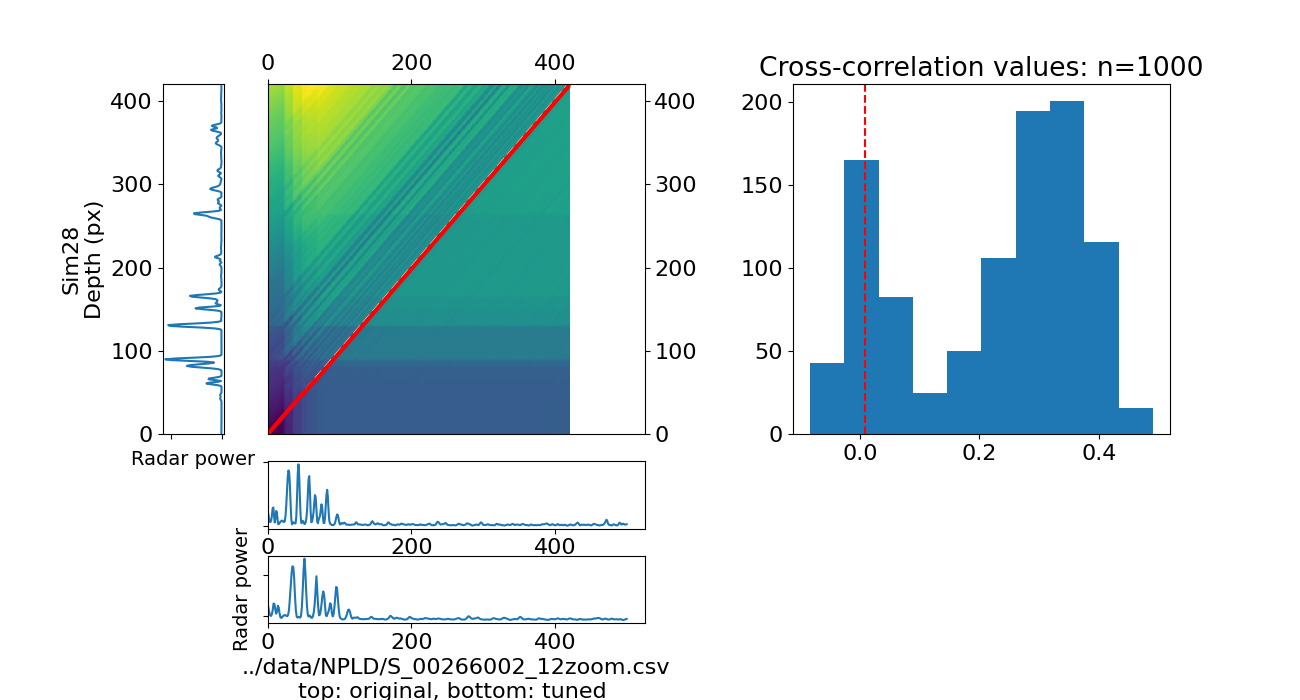 Cross-correlation values: n=1000
0 200 400
400
300
200
100
0
Sim28
Depth (px)
400
300
200
100
0
200
150
100
50
0
0.0 0.2 0.4
Radar power
0 200 400
Radar power
0 200 400
../data/NPLD/S_00266002_12zoom.csv
top: original, bottom: tuned